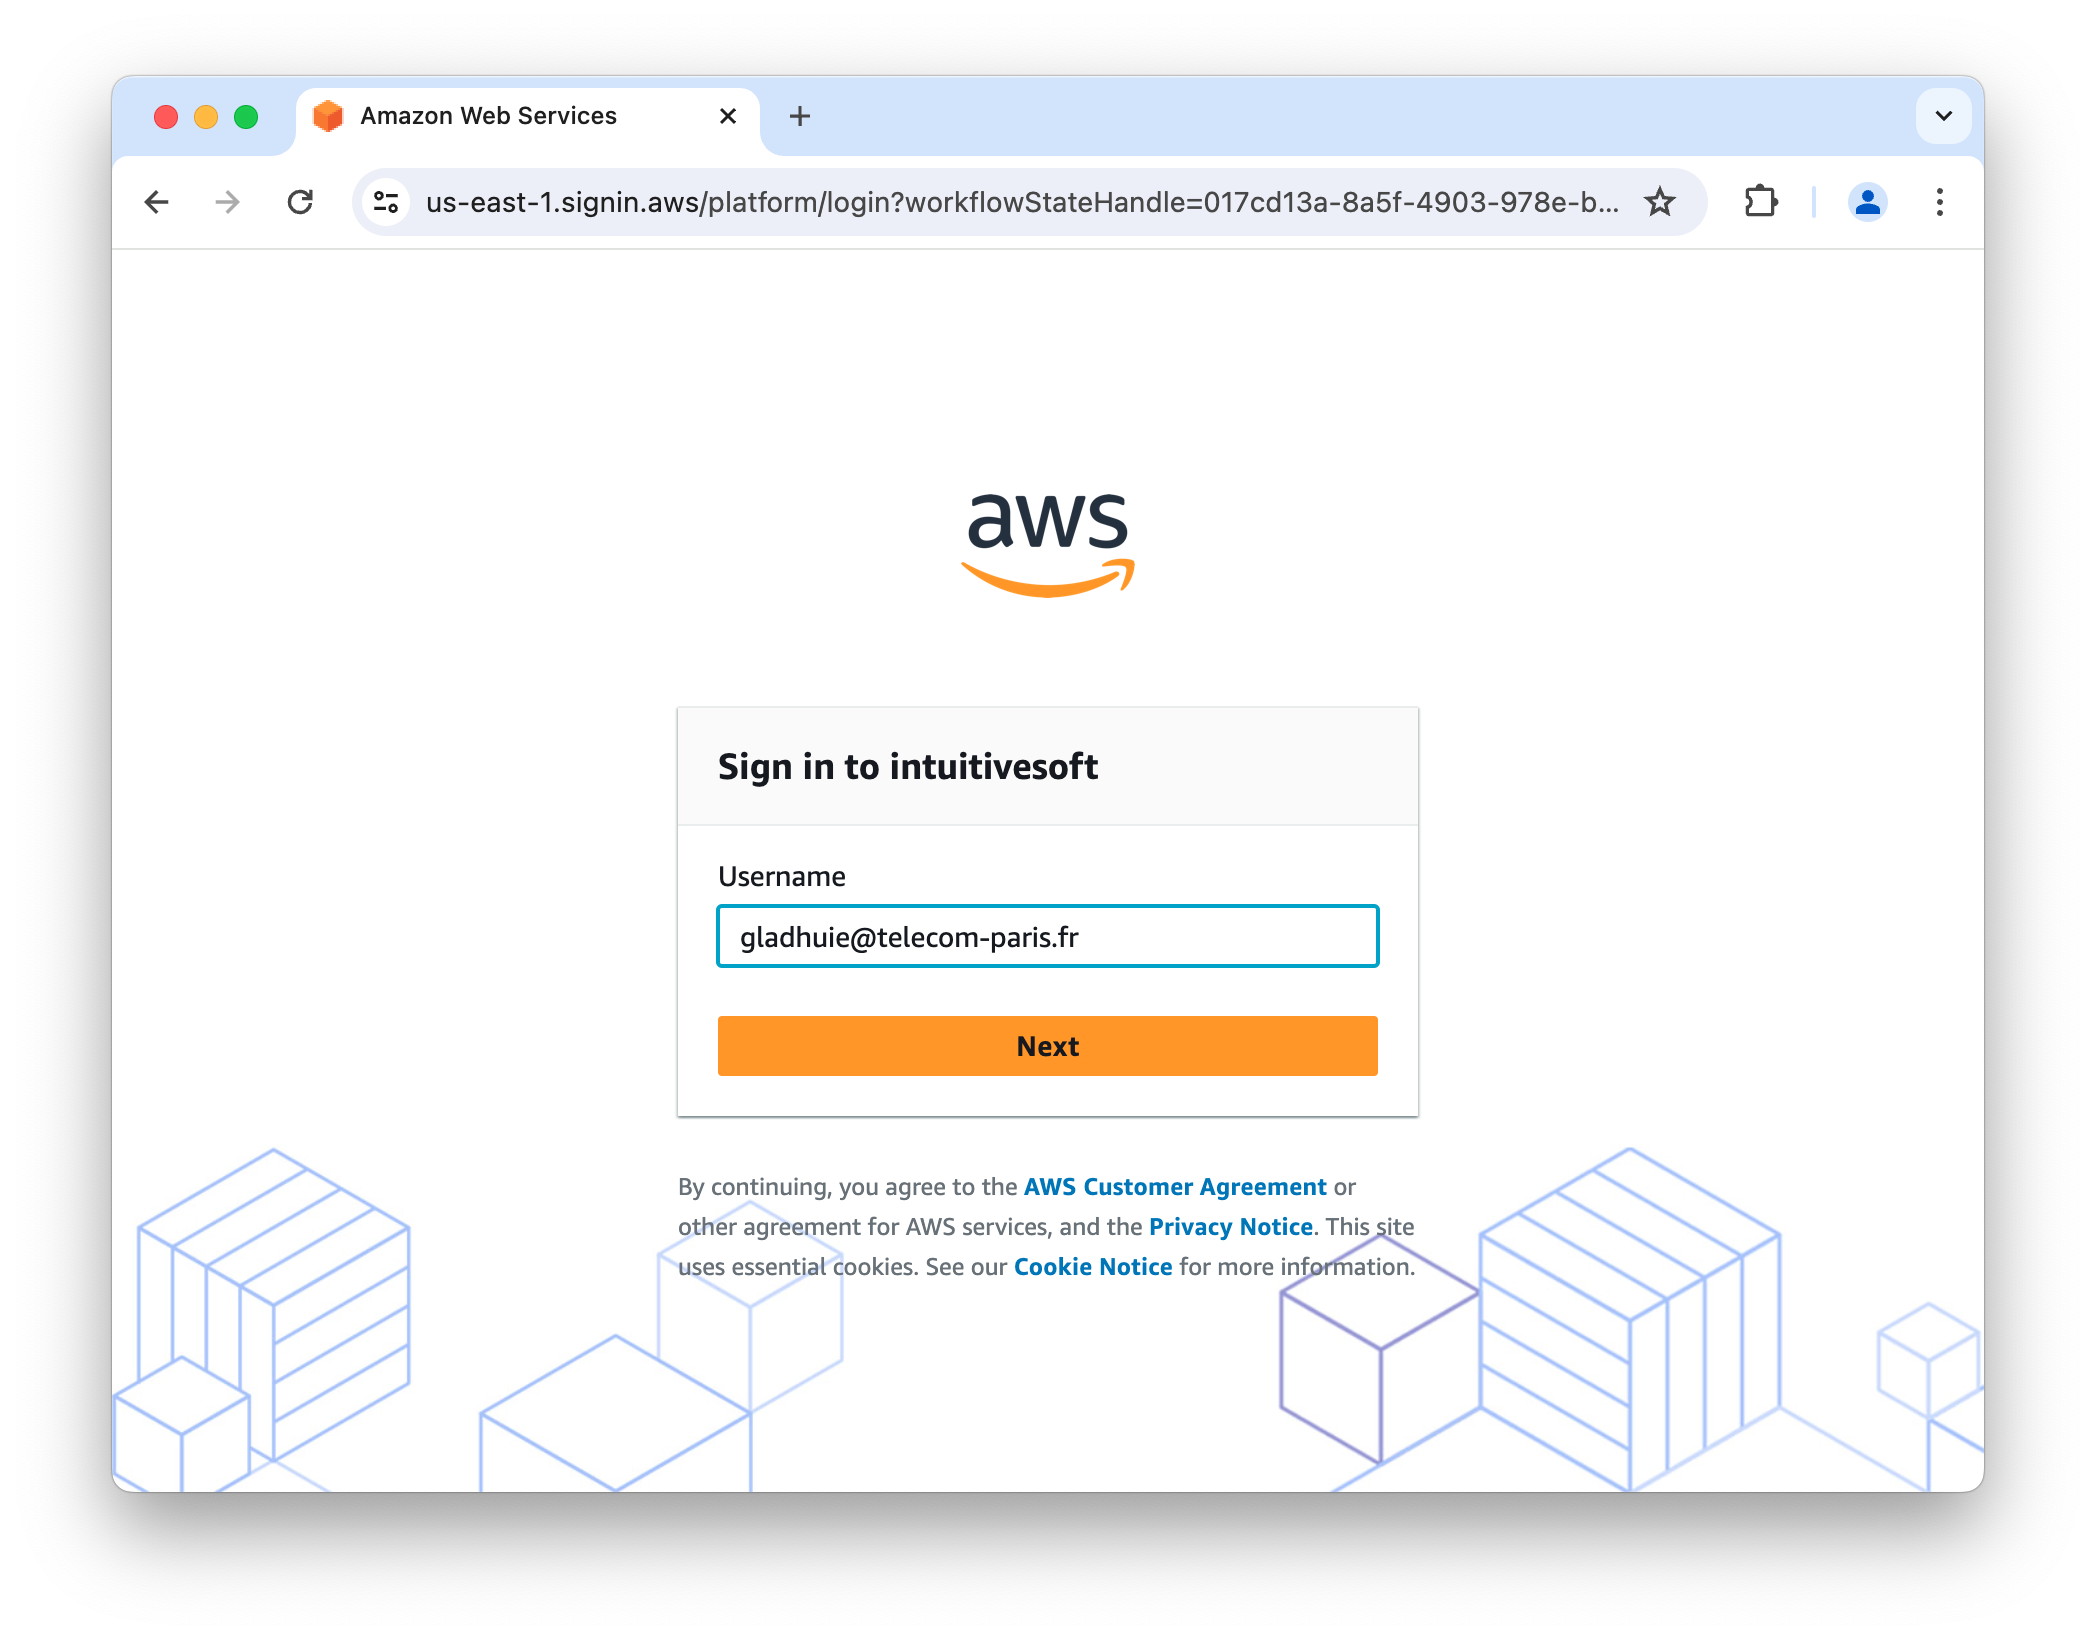 Amazon Web Services
us-east-1.signin.aws/platform/login?workflowStateHandle=017cd13a-8a5f-4903-978e-b...
aws
Sign in to intuitivesoft
Username
gladhuie@telecom-paris.fr
Next
By continuing, you agree to the AWS Customer Agreement or
other agreement for AWS services, and the Privacy Notice. This site
uses essential cookies. See our Cookie Notice for more information.